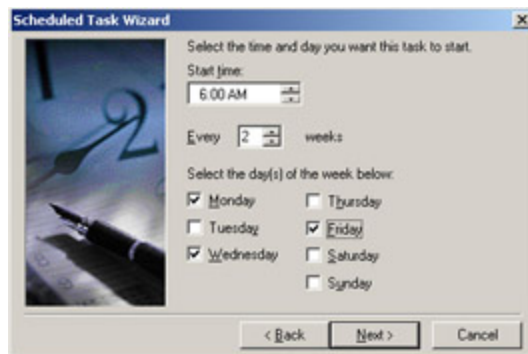 Scheduled Task Wizard
Select the time and day you want this task to start.
Start time:
6:00 AM
Every 2 weeks
Select the day(s) of the week below:
Monday Thursday
Tuesday Friday
Wednesday Saturday
Sunday
< Back Next > Cancel